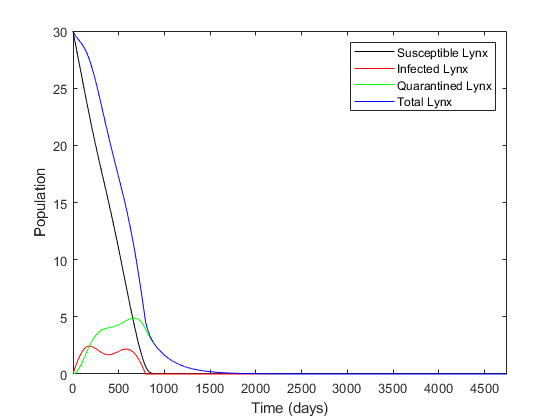 30
25
20
15
10
5
0
Population
Susceptible Lynx
Infected Lynx
Quarantined Lynx
Total Lynx
0 500 1000 1500 2000 2500 3000 3500 4000 4500
Time (days)